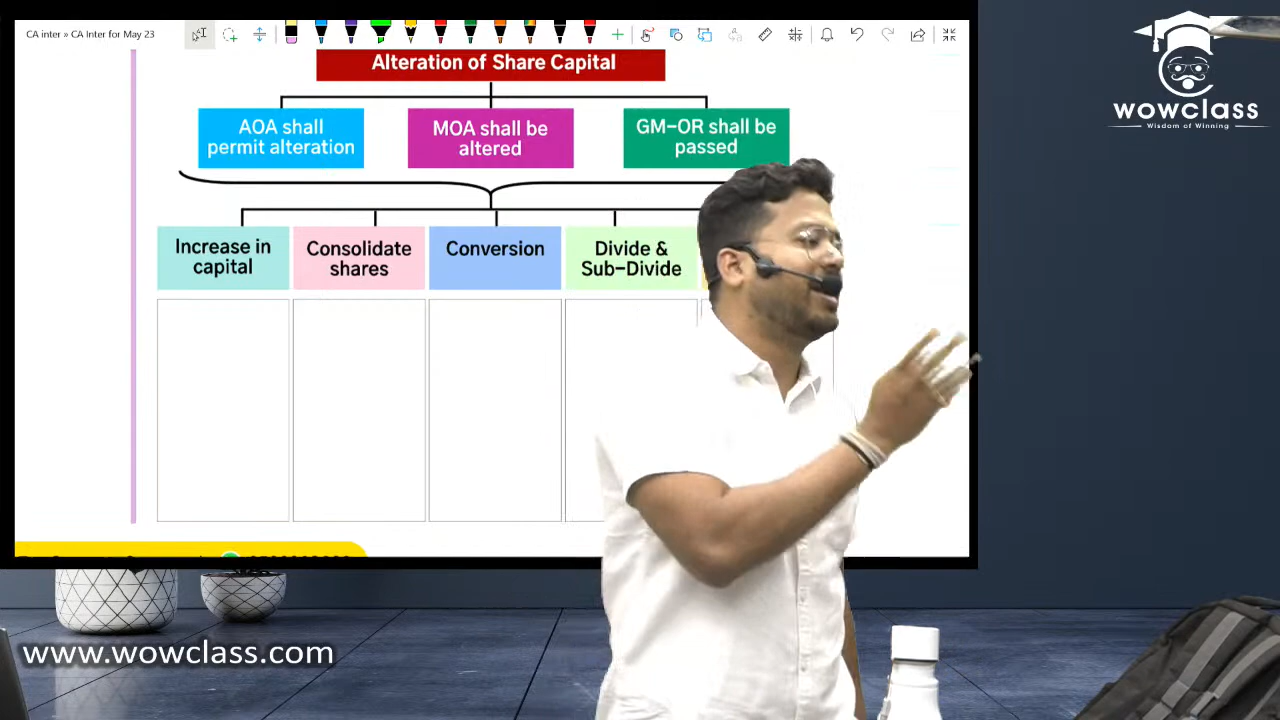 CA inter » CA Inter for May 23
wowclass
Wisdom of Winning
Alteration of Share Capital
AOA shall
permit alteration
MOA shall be
altered
GM-OR shall be
passed
Increase in
capital
Consolidate
shares
Conversion
Divide &
Sub-Divide
www.wowclass.com